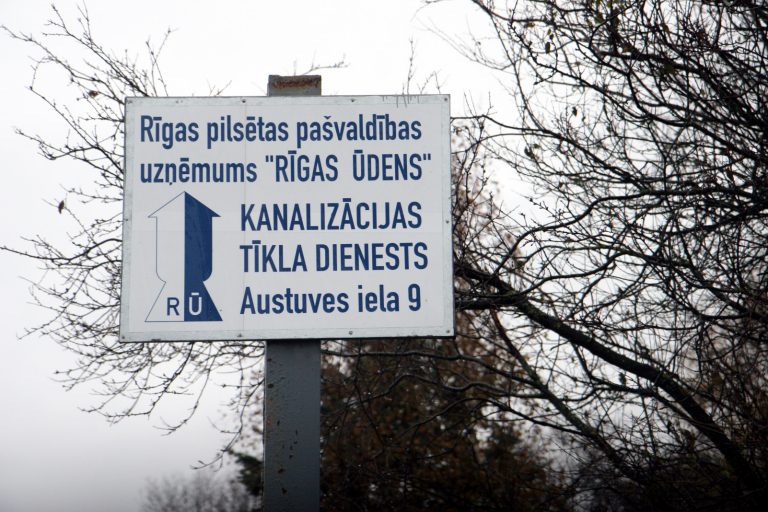 Rīgas pilsētas pašvaldības
uzņēmums "RĪGAS ŪDENS"
KANALIZĀCIJAS
TĪKLA DIENESTS
Austuves iela 9
RŪ